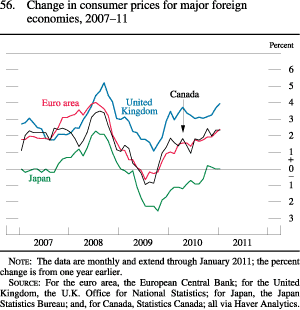 56. Change in consumer prices for major foreign
economies, 2007–11
Percent
Euro area
United
Kingdom
Canada
Japan
6
5
4
3
2
1
+
0
–
1
2
3
2007 2008 2009 2010 2011
NOTE: The data are monthly and extend through January 2011; the percent
change is from one year earlier.
SOURCE: For the euro area, the European Central Bank; for the United
Kingdom, the U.K. Office for National Statistics; for Japan, the Japan
Statistics Bureau; and, for Canada, Statistics Canada; all via Haver Analytics.